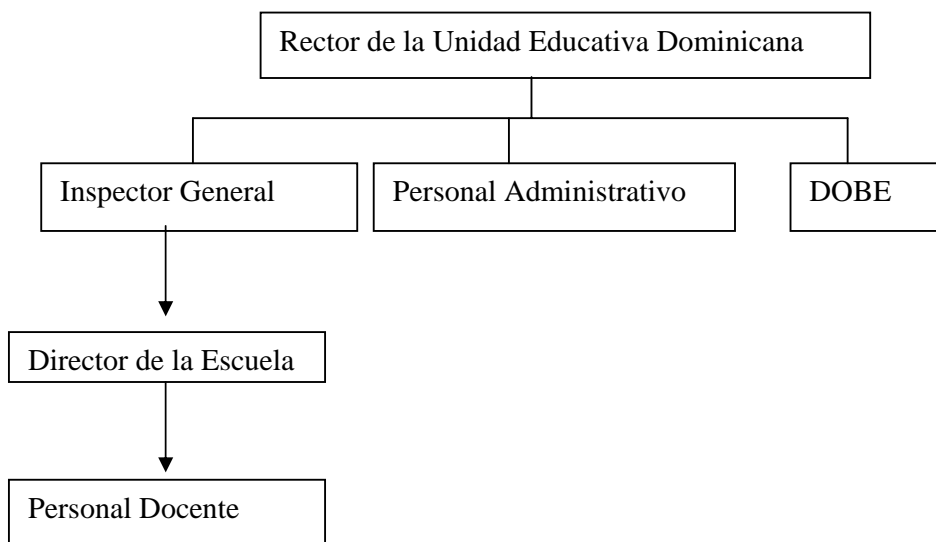 Rector de la Unidad Educativa Dominicana
Inspector General
Personal Administrativo
DOBE
Director de la Escuela
Personal Docente